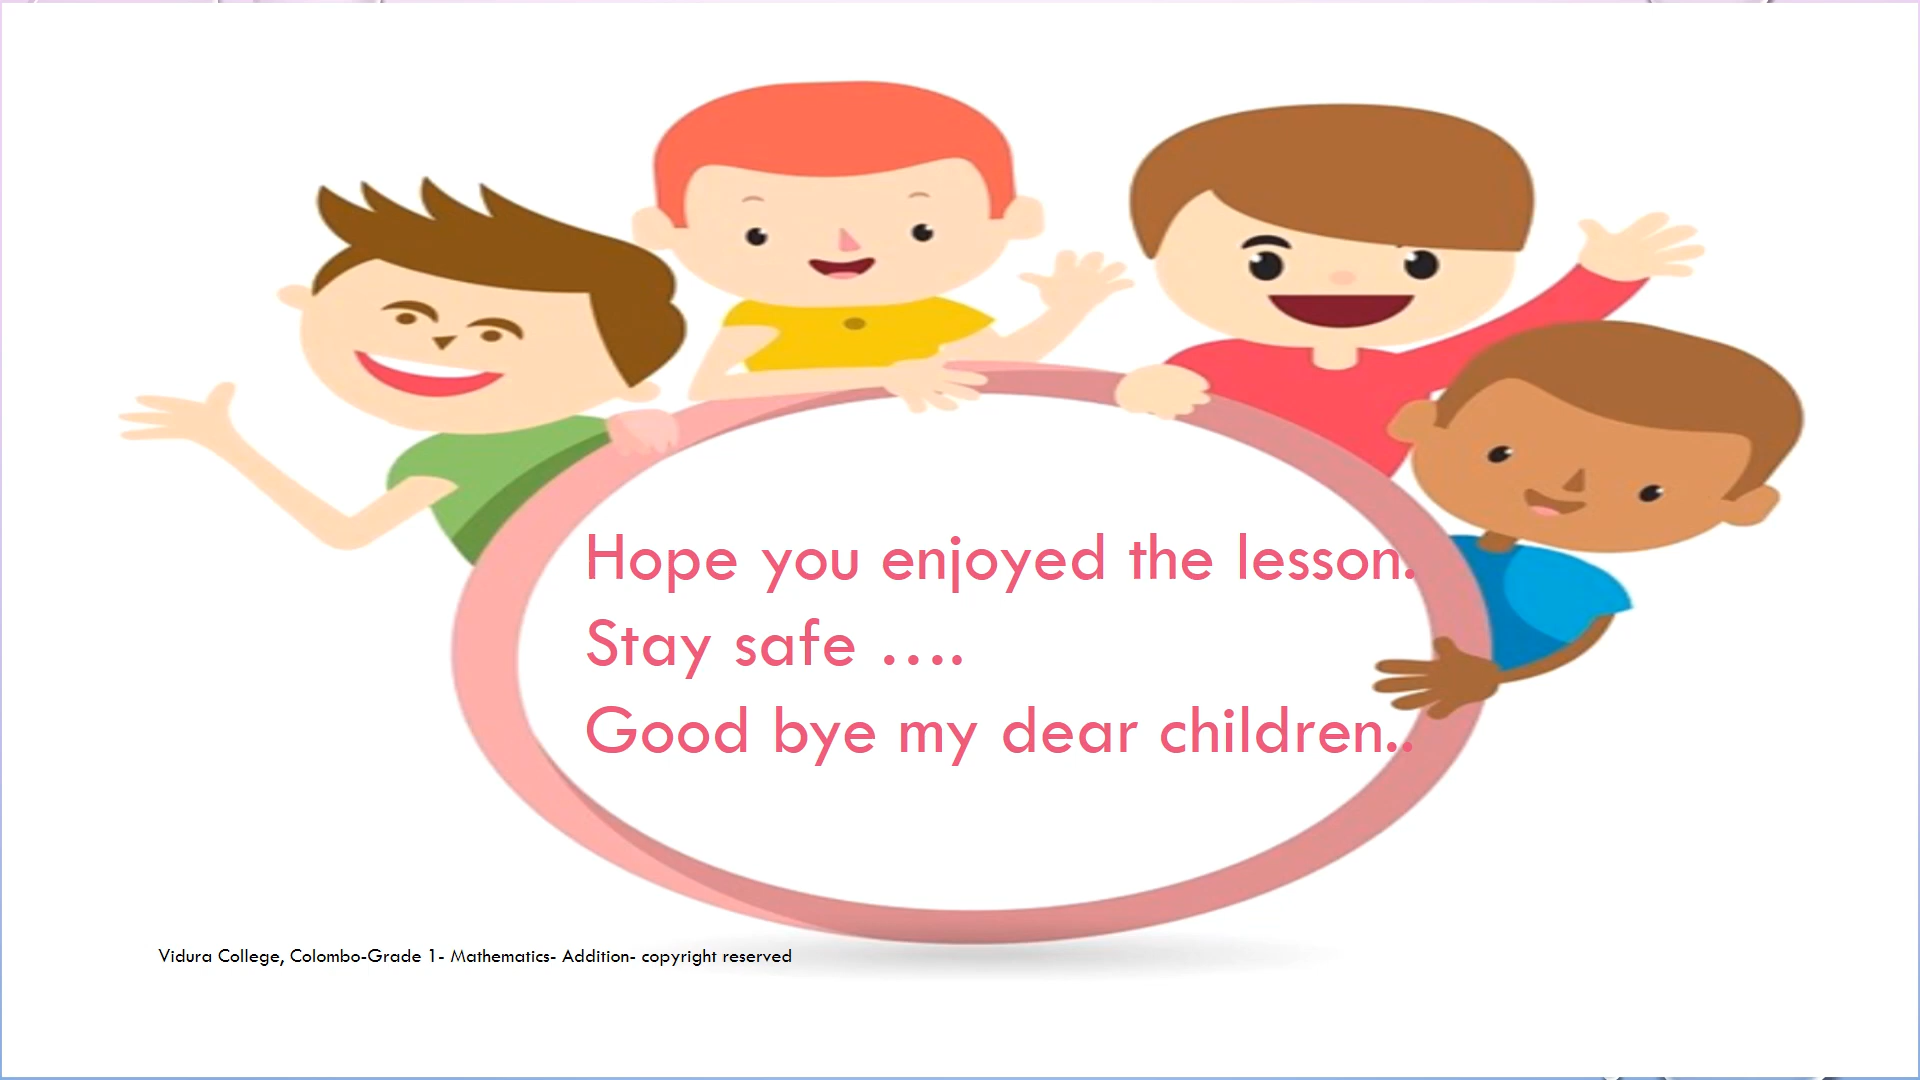 Hope you enjoyed the lesson.
Stay safe ….
Good bye my dear children..
Vidura College, Colombo-Grade 1- Mathematics- Addition- copyright reserved